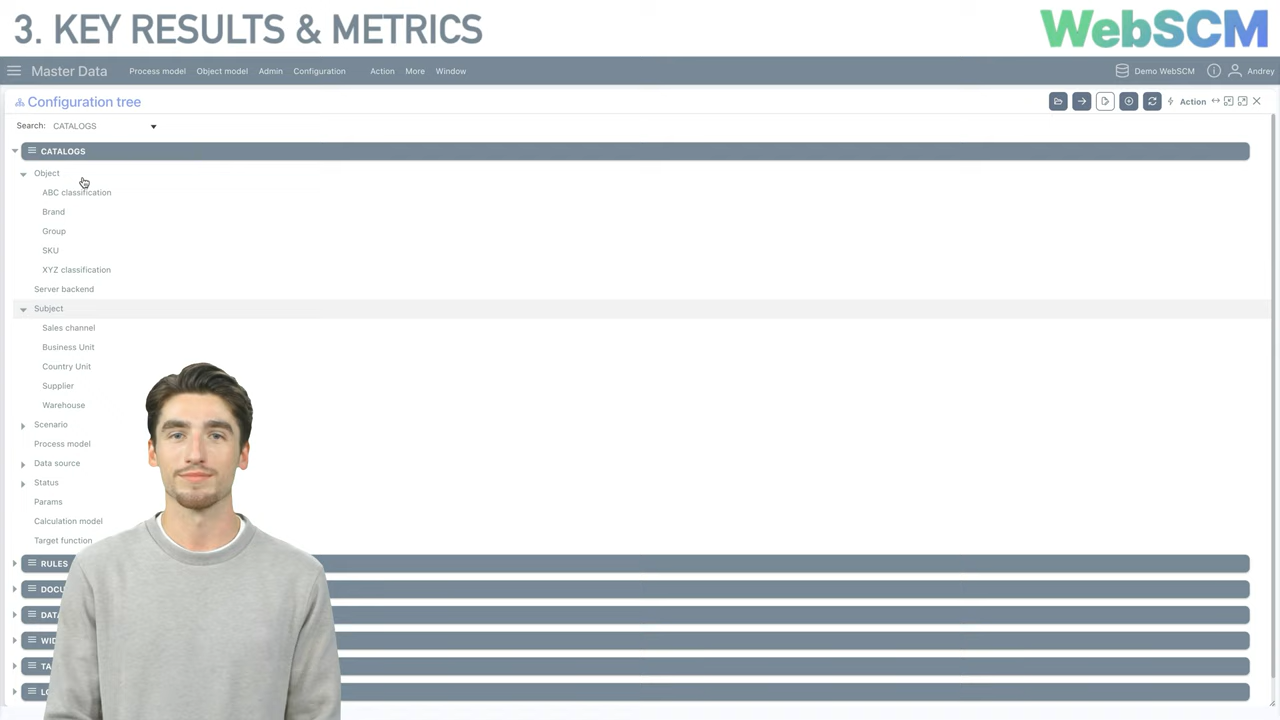 3. KEY RESULTS & METRICS
WebSCM
Master Data Process model Object model Admin Configuration Action More Window Demo WebSCM Andrey
Configuration tree Action
Search: CATALOGS
CATALOGS
Object
ABC classification
Brand
Group
SKU
XYZ classification
Server backend
Subject
Sales channel
Business Unit
Country Unit
Supplier
Warehouse
Scenario
Process model
Data source
Status
Params
Calculation model
Target function
RULES